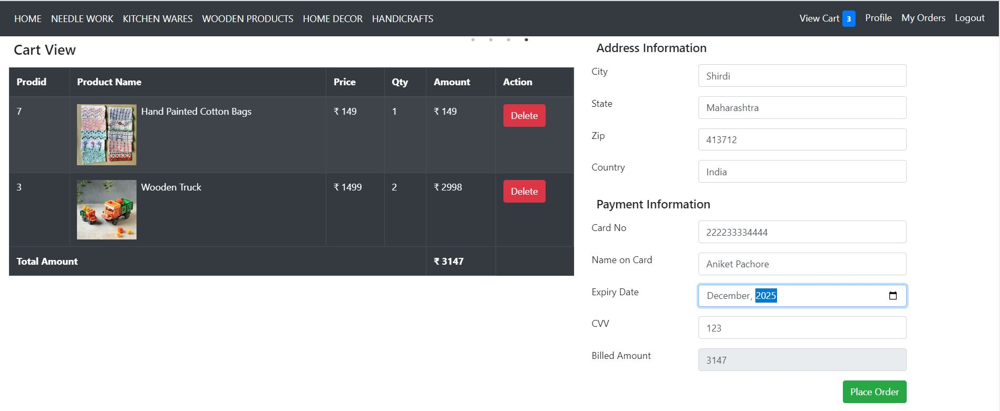 HOME NEEDLE WORK KITCHEN WARES WOODEN PRODUCTS HOME DECOR HANDICRAFTS View Cart 3 Profile My Orders Logout
Cart View
Prodid Product Name Price Qty Amount Action
7 Hand Painted Cotton Bags ₹ 149 1 ₹ 149 Delete
3 Wooden Truck ₹ 1499 2 ₹ 2998 Delete
Total Amount ₹ 3147
Address Information
City Shirdi
State Maharashtra
Zip 413712
Country India
Payment Information
Card No 222233334444
Name on Card Aniket Pachore
Expiry Date December, 2025
CVV 123
Billed Amount 3147
Place Order